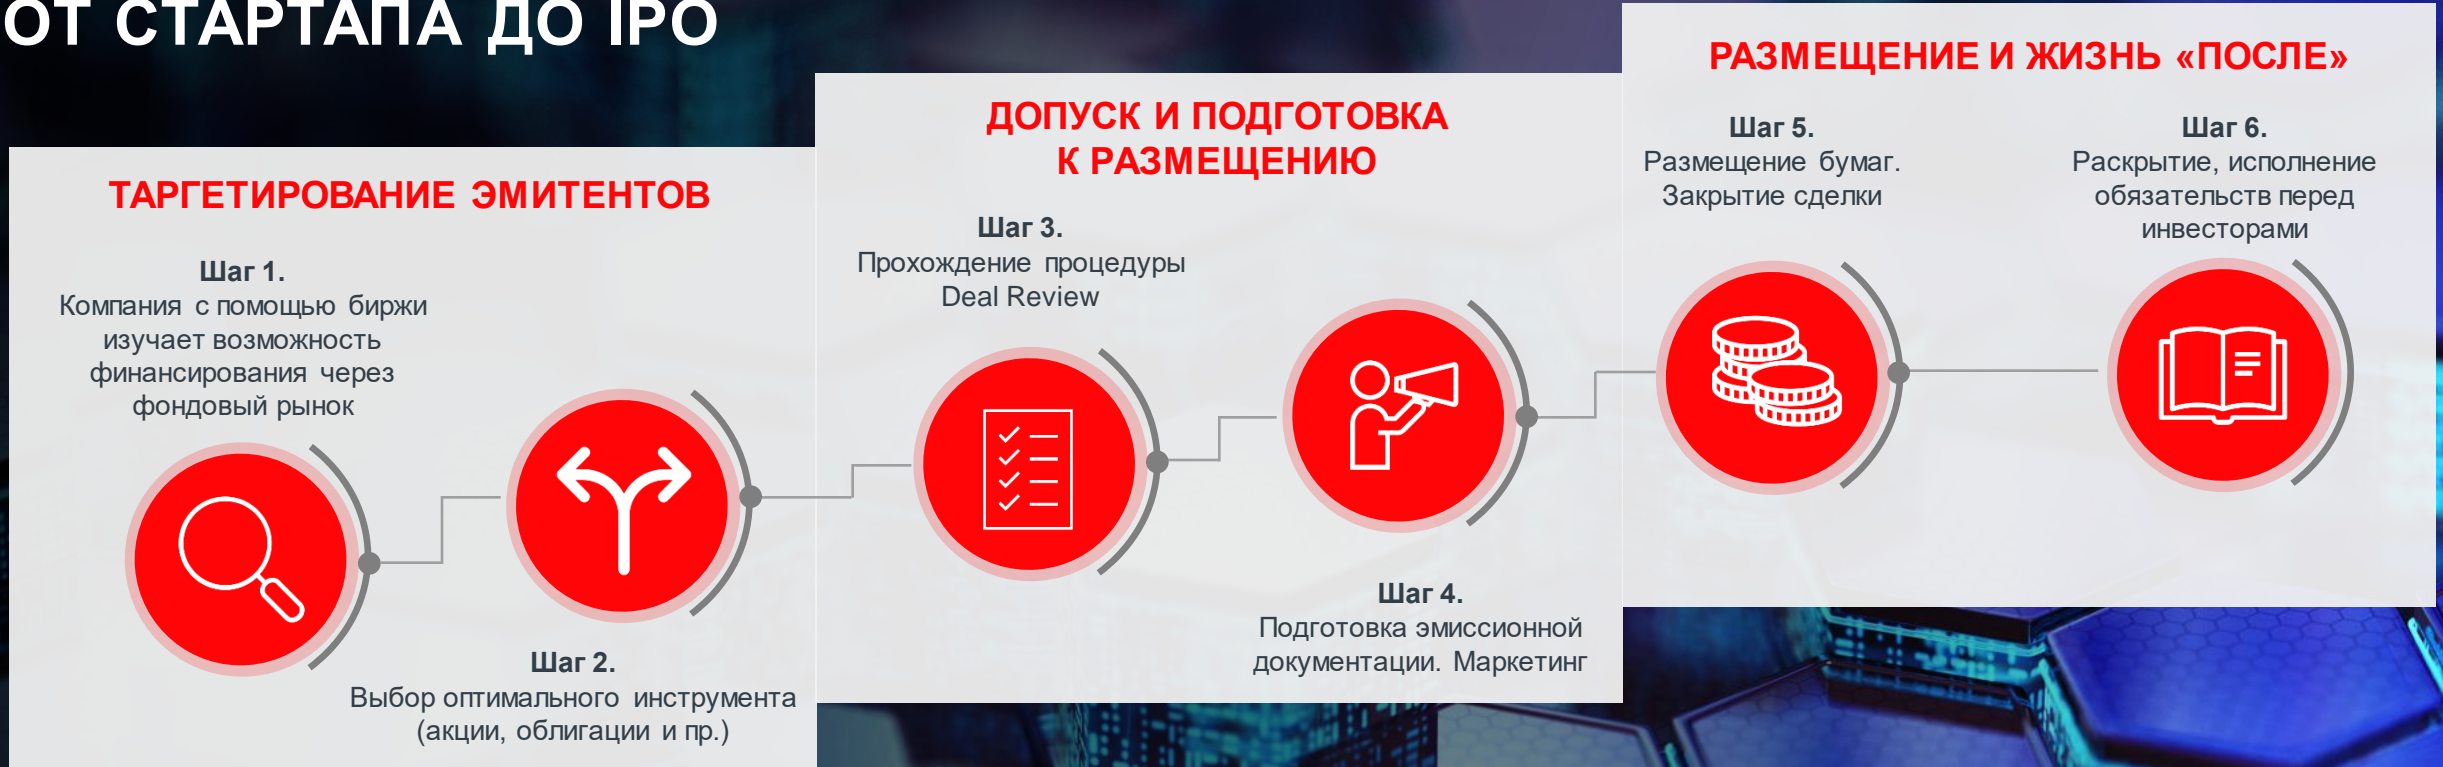 ОТ СТАРТАПА ДО IPO
ТАРГЕТИРОВАНИЕ ЭМИТЕНТОВ
Шаг 1.
Компания с помощью биржи
изучает возможность
финансирования через
фондовый рынок
Шаг 2.
Выбор оптимального инструмента
(акции, облигации и пр.)
ДОПУСК И ПОДГОТОВКА
К РАЗМЕЩЕНИЮ
Шаг 3.
Прохождение процедуры
Deal Review
Шаг 4.
Подготовка эмиссионной
документации. Маркетинг
РАЗМЕЩЕНИЕ И ЖИЗНЬ «ПОСЛЕ»
Шаг 5.
Размещение бумаг.
Закрытие сделки
Шаг 6.
Раскрытие, исполнение
обязательств перед
инвесторами